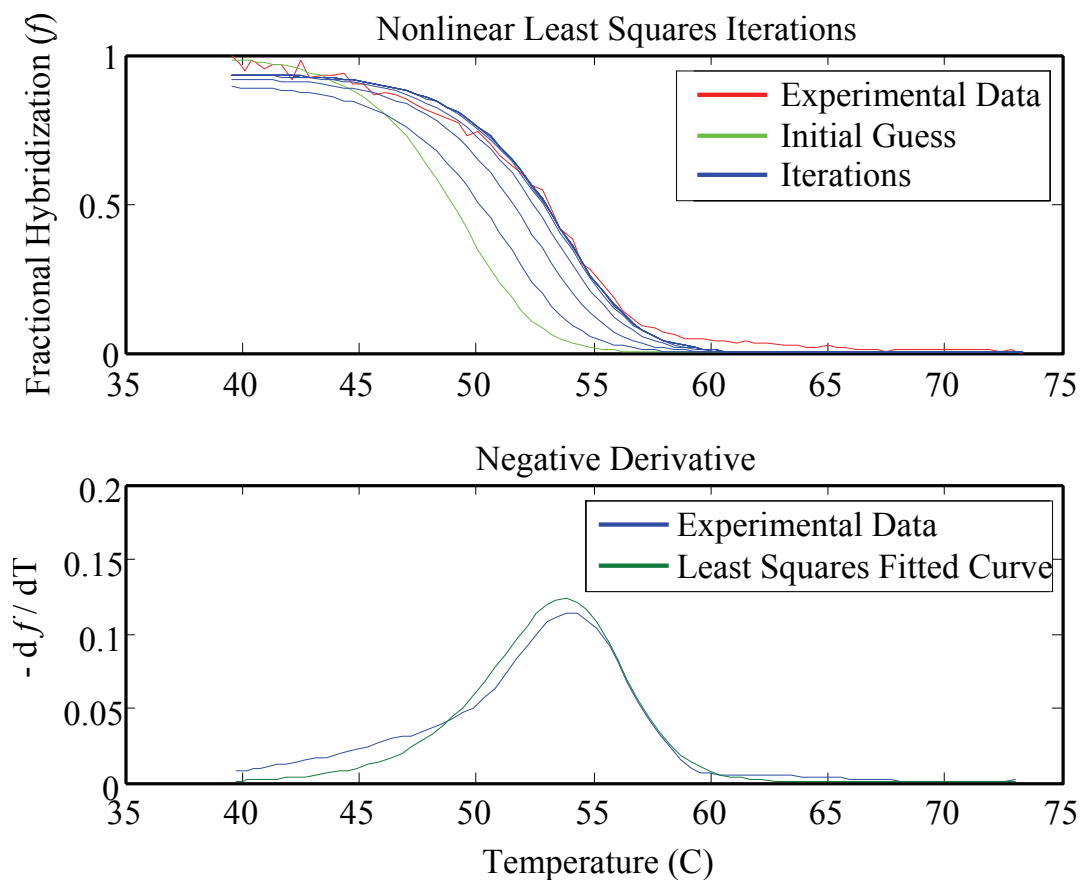 Nonlinear Least Squares Iterations
Fractional Hybridization (f)
1
0.5
0
Experimental Data
Initial Guess
Iterations
35 40 45 50 55 60 65 70 75
Negative Derivative
- d f / dT
0.2
0.15
0.1
0.05
0
Experimental Data
Least Squares Fitted Curve
35 40 45 50 55 60 65 70 75
Temperature (C)